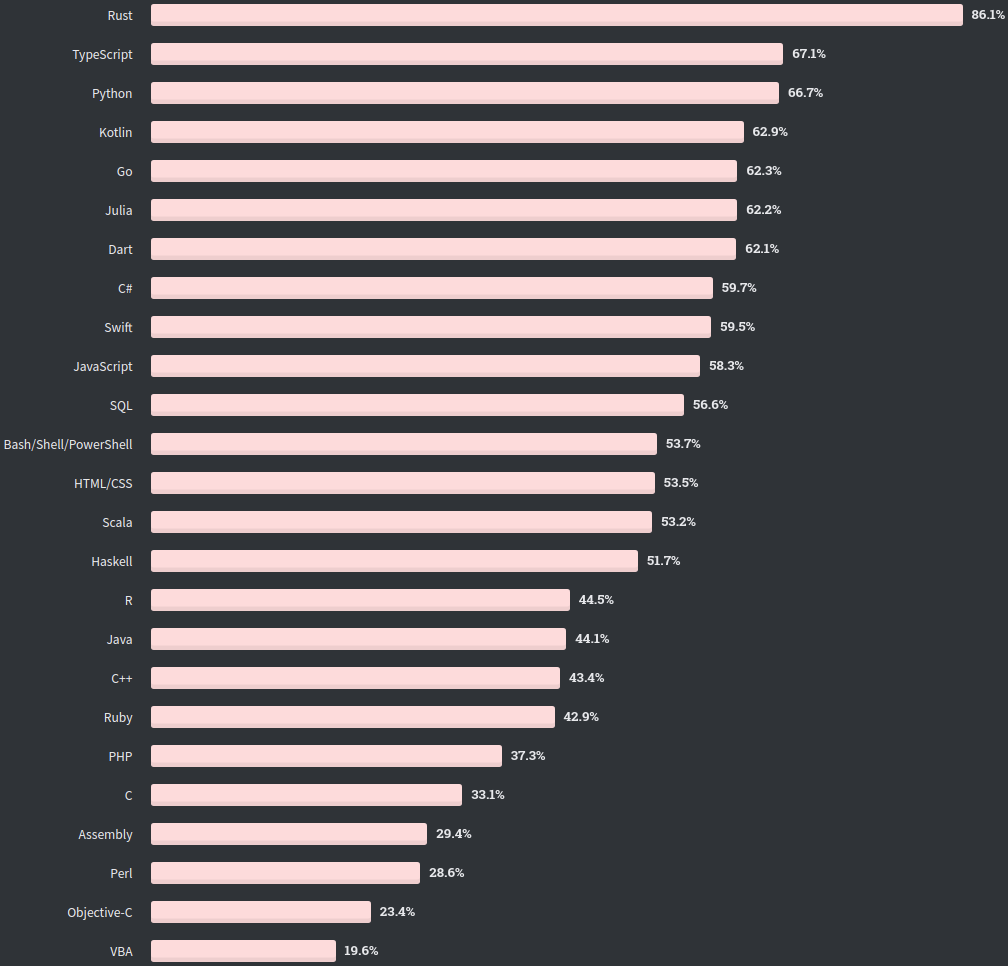 Rust 86.1%
TypeScript 67.1%
Python 66.7%
Kotlin 62.9%
Go 62.3%
Julia 62.2%
Dart 62.1%
C# 59.7%
Swift 59.5%
JavaScript 58.3%
SQL 56.6%
Bash/Shell/PowerShell 53.7%
HTML/CSS 53.5%
Scala 53.2%
Haskell 51.7%
R 44.5%
Java 44.1%
C++ 43.4%
Ruby 42.9%
PHP 37.3%
C 33.1%
Assembly 29.4%
Perl 28.6%
Objective-C 23.4%
VBA 19.6%